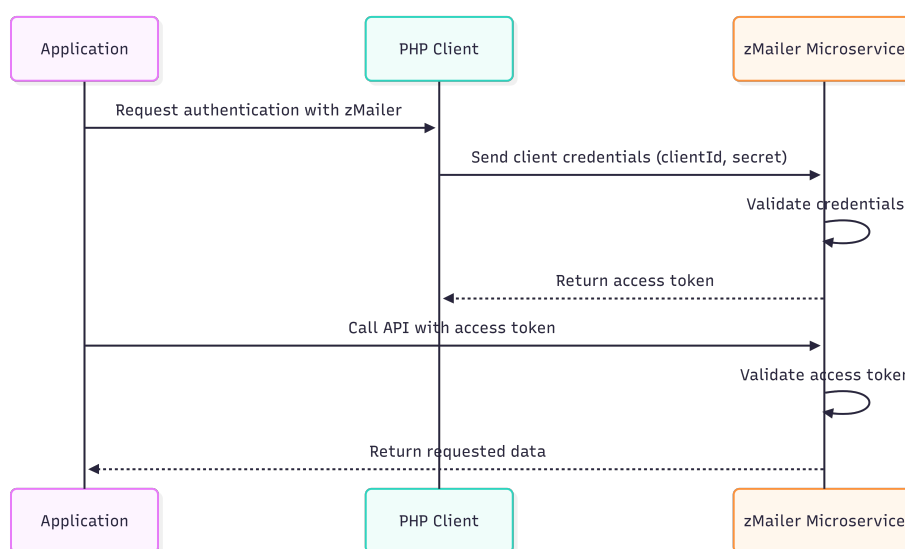 Application
PHP Client
zMailer Microservice
Request authentication with zMailer
Send client credentials (clientId, secret)
Validate credentials
Return access token
Call API with access token
Validate access token
Return requested data
Application
PHP Client
zMailer Microservice